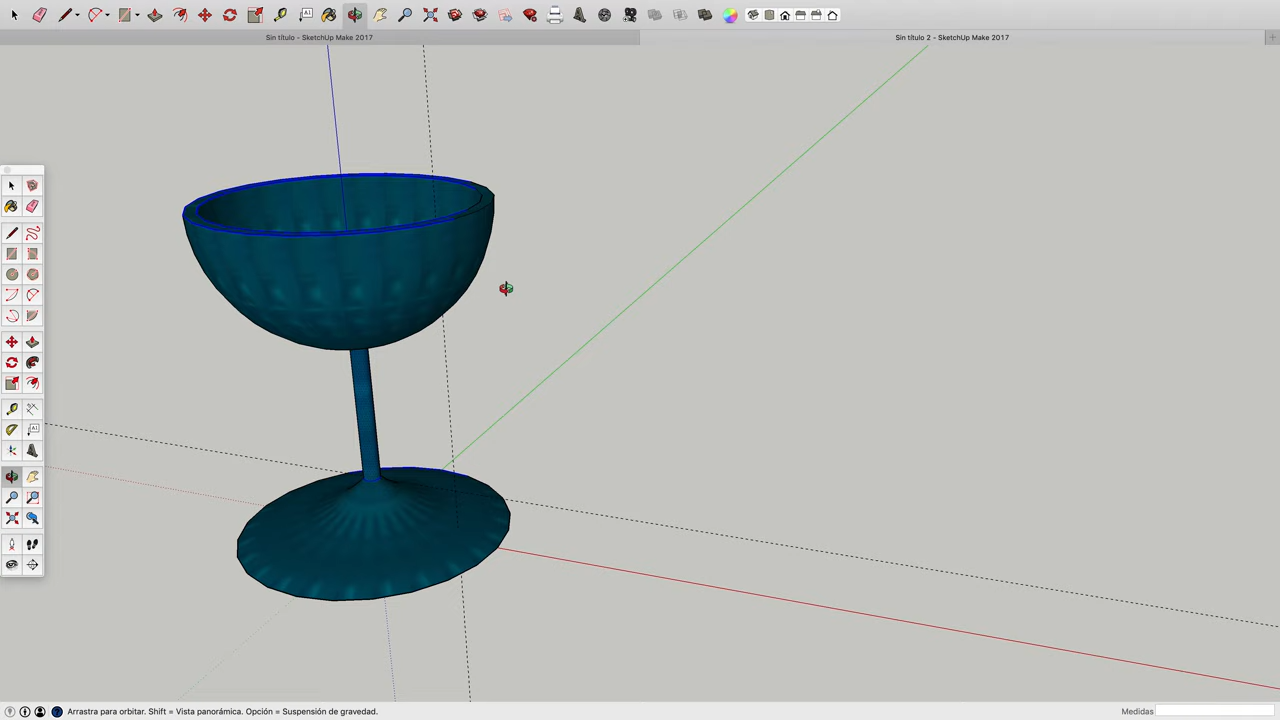 Sin título - SketchUp Make 2017
Sin título 2 - SketchUp Make 2017
Arrastra para orbitar. Shift = Vista panorámica. Opción = Suspensión de gravedad.
Medidas